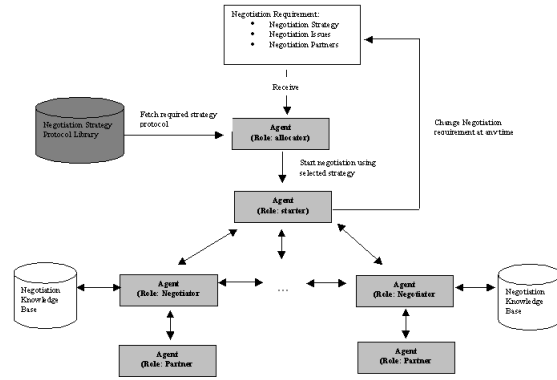 Negotiation Requirement:
• Negotiation Strategy
• Negotiation Issues
• Negotiation Partners
Receive
Fetch required strategy
protocol
Negotiation Strategy
Protocol Library
Agent
(Role: allocator)
Change Negotiation
requirement at any time
Start negotiation using
selected strategy
Agent
(Role: starter)
Negotiation
Knowledge
Base
Agent
(Role: Negotiator
...
Agent
(Role: Negotiator
Negotiation
Knowledge
Base
Agent
(Role: Partner
Agent
(Role: Partner